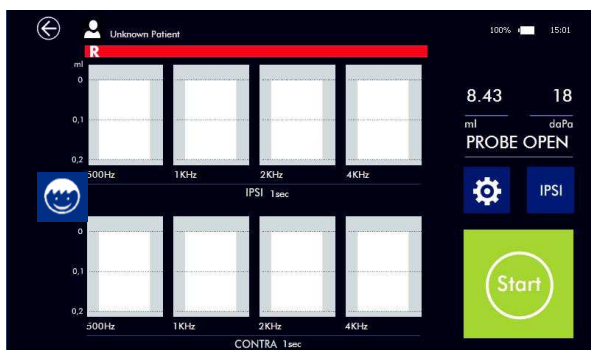 Unknown Patient
100%
15:01
R
ml
0
0,1
0,2
500Hz
1KHz
2KHz
4KHz
IPSI 1sec
0
0,1
0,2
500Hz
1KHz
2KHz
4KHz
CONTRA 1sec
8.43
18
ml
daPa
PROBE OPEN
IPSI
Start